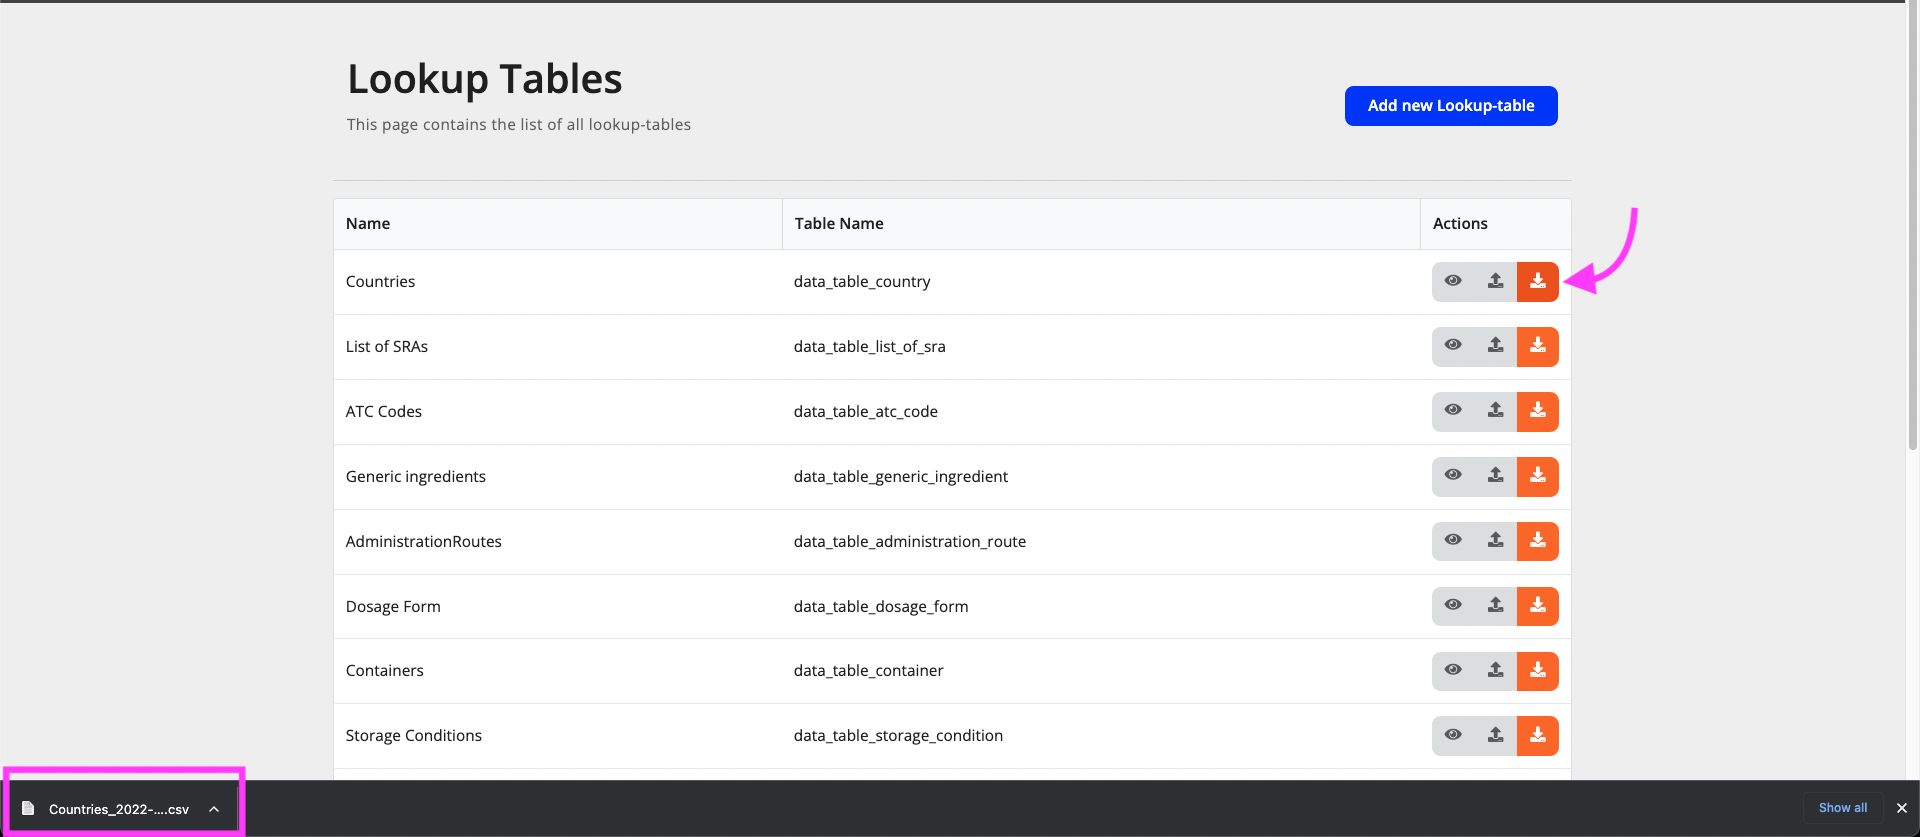 Lookup Tables
Add new Lookup-table
This page contains the list of all lookup-tables
Name Table Name Actions
Countries data_table_country
List of SRAs data_table_list_of_sra
ATC Codes data_table_atc_code
Generic ingredients data_table_generic_ingredient
AdministrationRoutes data_table_administration_route
Dosage Form data_table_dosage_form
Containers data_table_container
Storage Conditions data_table_storage_condition
Countries_2022-....csv Show all